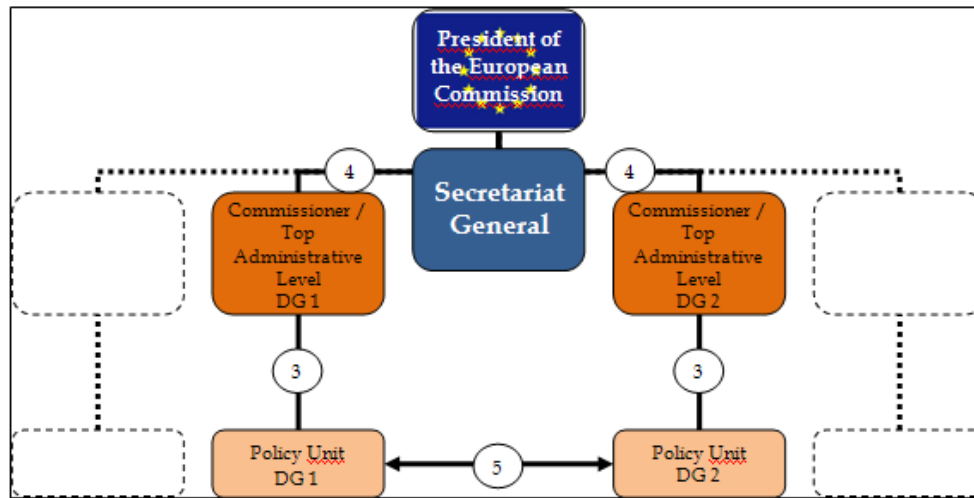 President of
the European
Commission
4
4
Secretariat
General
Commissioner /
Top
Administrative
Level
DG 1
Commissioner /
Top
Administrative
Level
DG 2
3
3
Policy Unit
DG 1
5
Policy Unit
DG 2